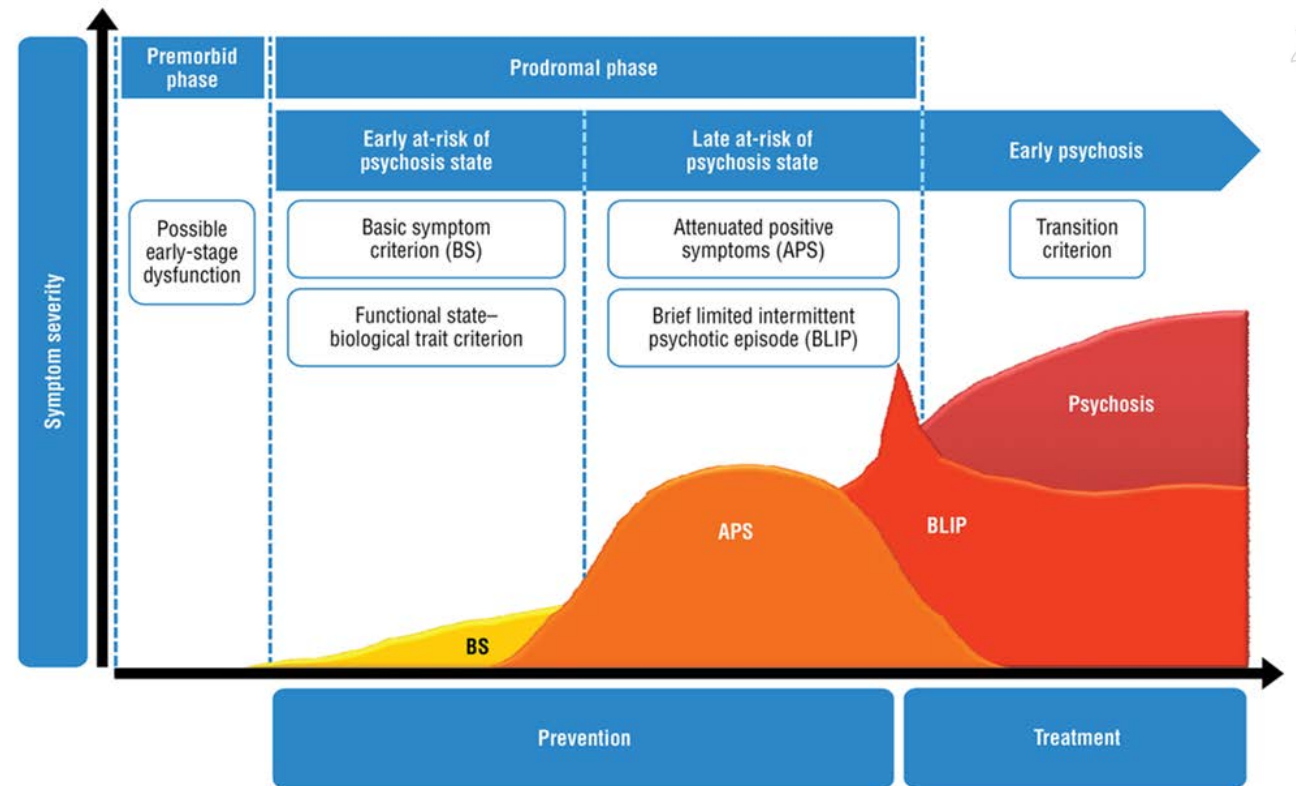 Premorbid
phase
Prodromal phase
Early at-risk of
psychosis state
Late at-risk of
psychosis state
Early psychosis
Symptom severity
Possible
early-stage
dysfunction
Basic symptom
criterion (BS)
Functional state–
biological trait criterion
Attenuated positive
symptoms (APS)
Brief limited intermittent
psychotic episode (BLIP)
Transition
criterion
Psychosis
APS
BLIP
BS
Prevention
Treatment